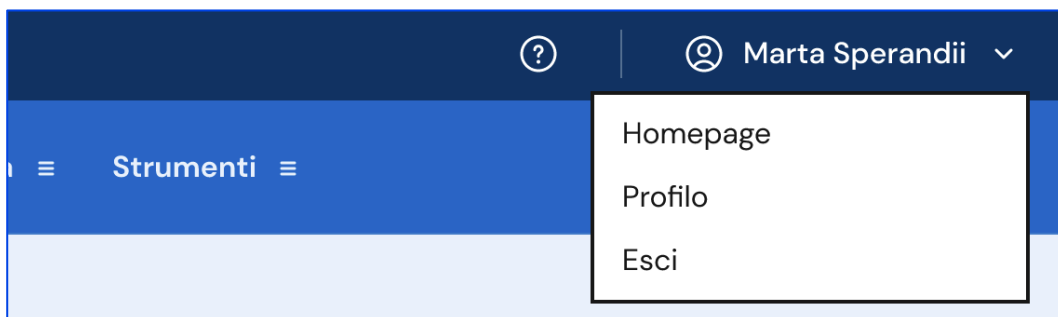 Marta Sperandii
Strumenti
Homepage
Profilo
Esci